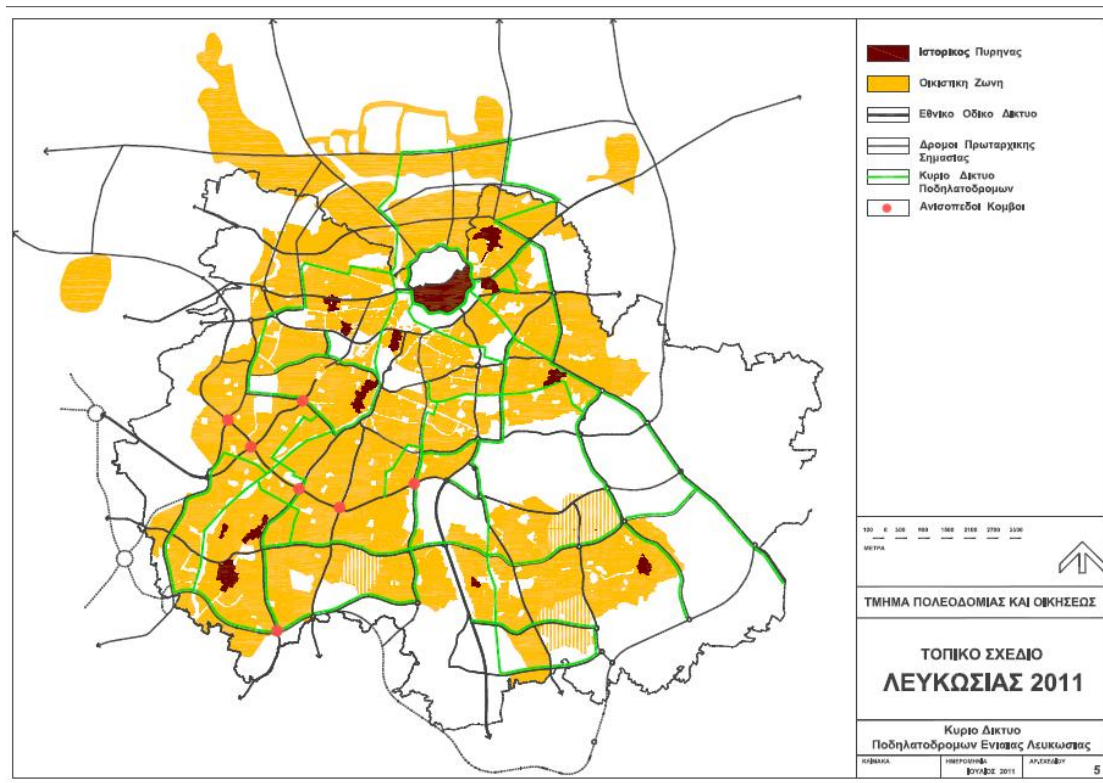 Ιστορικος Πυρηνας
Οικιστικη Ζωνη
Εθνικο Οδικο Δικτυο
Δρομοι Πρωταρχικης
Σημασιας
Κυριο Δικτυο
Ποδηλατοδρομων
Ανισοπεδοι Κομβοι
ΜΕΤΡΑ
ΤΜΗΜΑ ΠΟΛΕΟΔΟΜΙΑΣ ΚΑΙ ΟΙΚΗΣΕΩΣ
ΤΟΠΙΚΟ ΣΧΕΔΙΟ
ΛΕΥΚΩΣΙΑΣ 2011
Κυριο Δικτυο
Ποδηλατοδρομων Ενιαιας Λευκωσιας
ΚΛΙΜΑΚΑ ΗΜΕΡΟΜΗΝΙΑ ΑΡ.ΣΧΕΔΙΟΥ
ΙΟΥΛΙΟΣ 2011 5